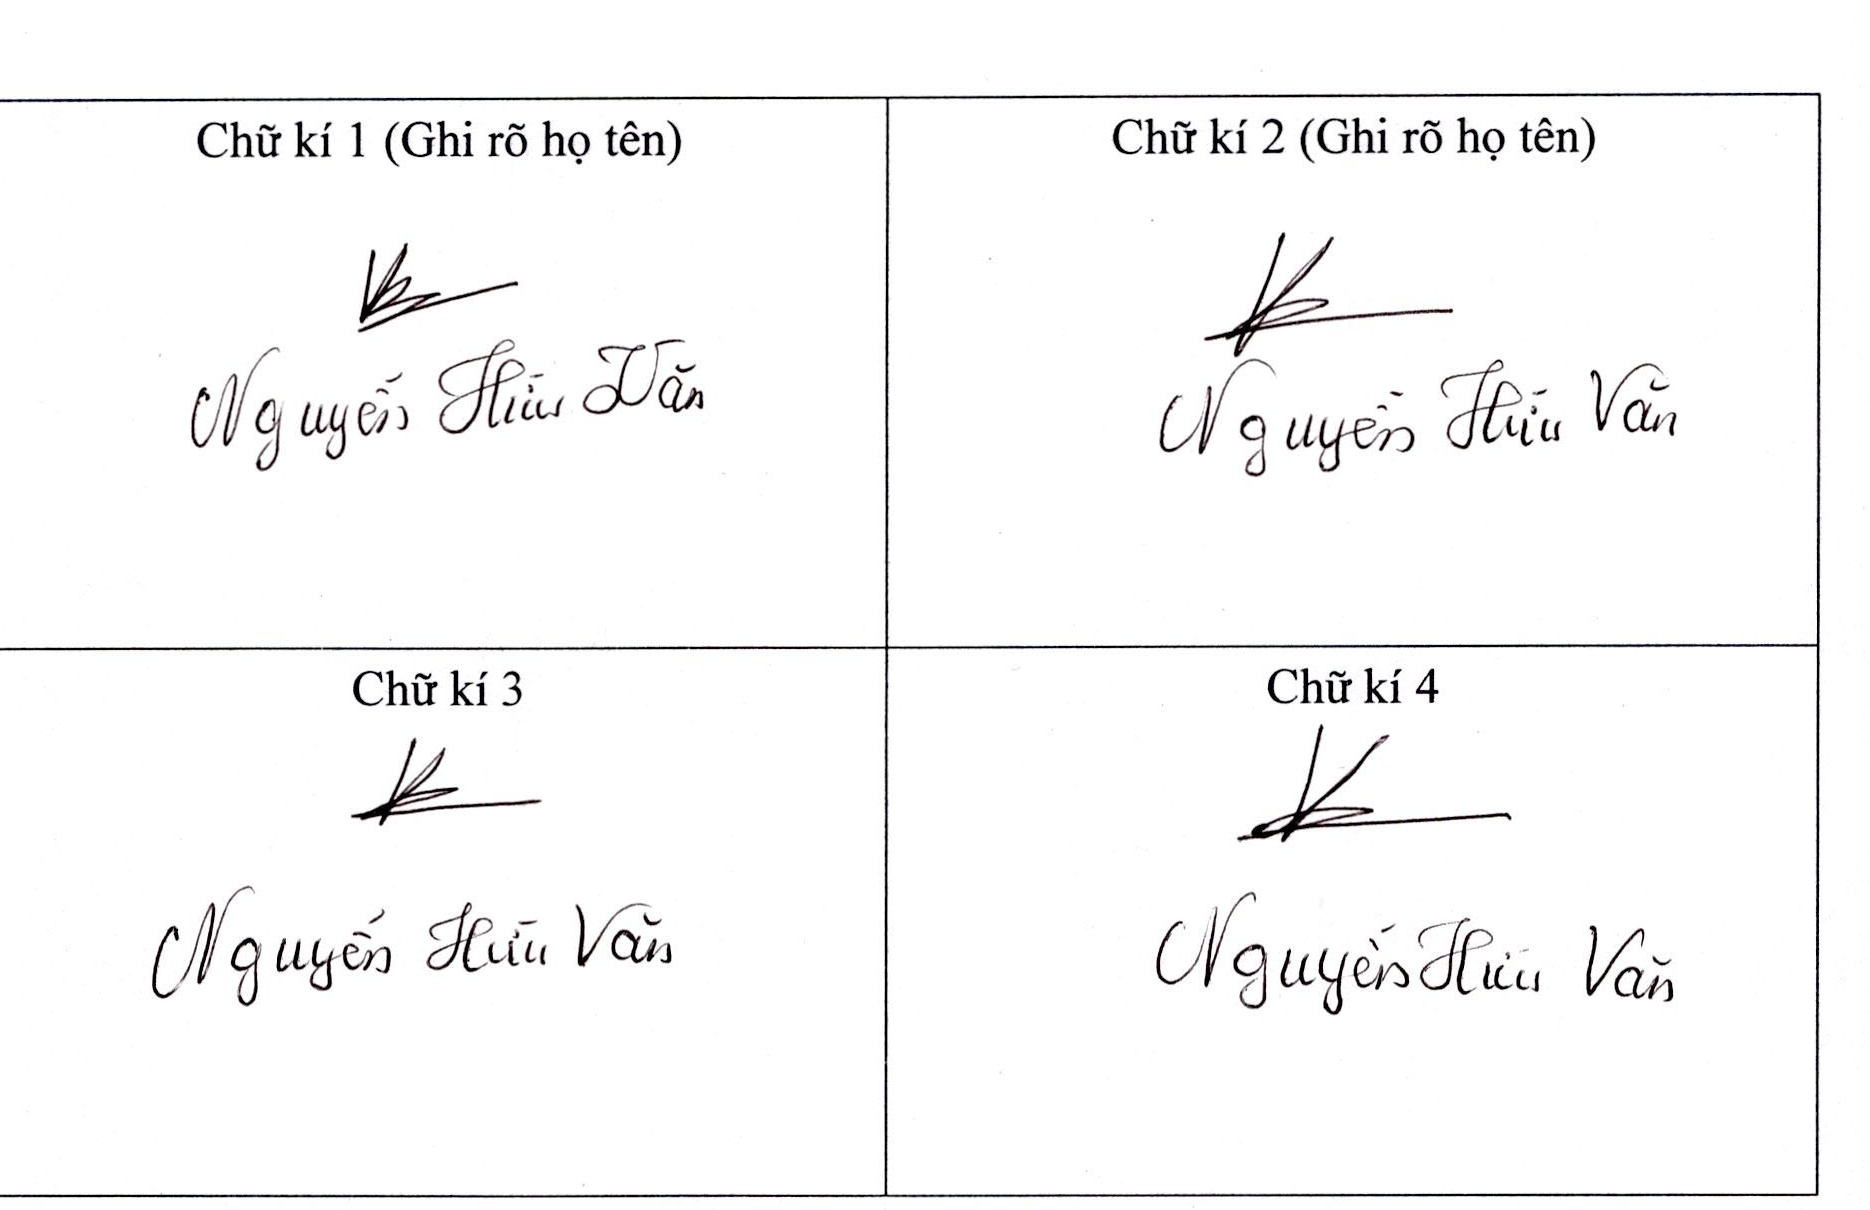 Chữ kí 1 (Ghi rõ họ tên)
Nguyễn Hữu Văn
Chữ kí 2 (Ghi rõ họ tên)
Nguyễn Hữu Văn
Chữ kí 3
Nguyễn Hữu Văn
Chữ kí 4
Nguyễn Hữu Văn